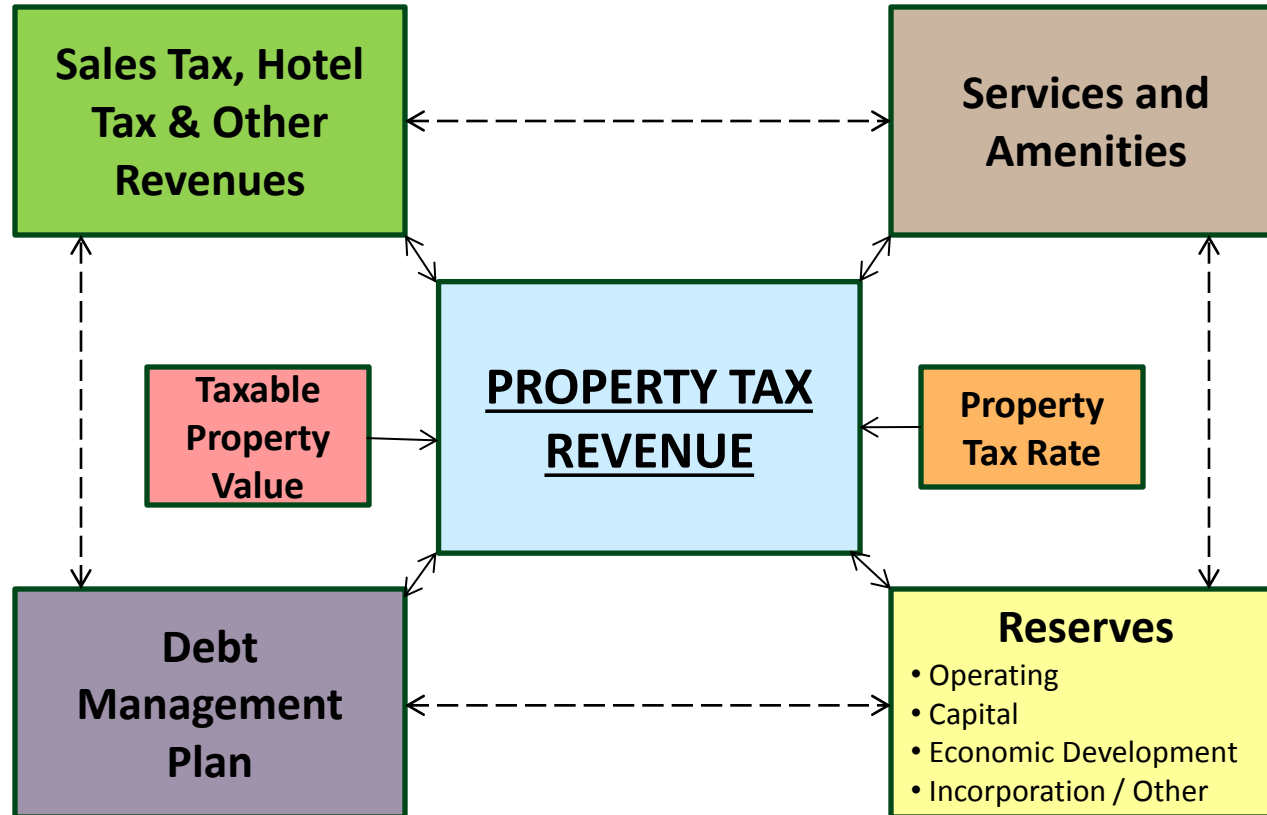 Sales Tax, Hotel
Tax & Other
Revenues
Services and
Amenities
Taxable
Property
Value
PROPERTY TAX
REVENUE
Property
Tax Rate
Debt
Management
Plan
Reserves
• Operating
• Capital
• Economic Development
• Incorporation / Other